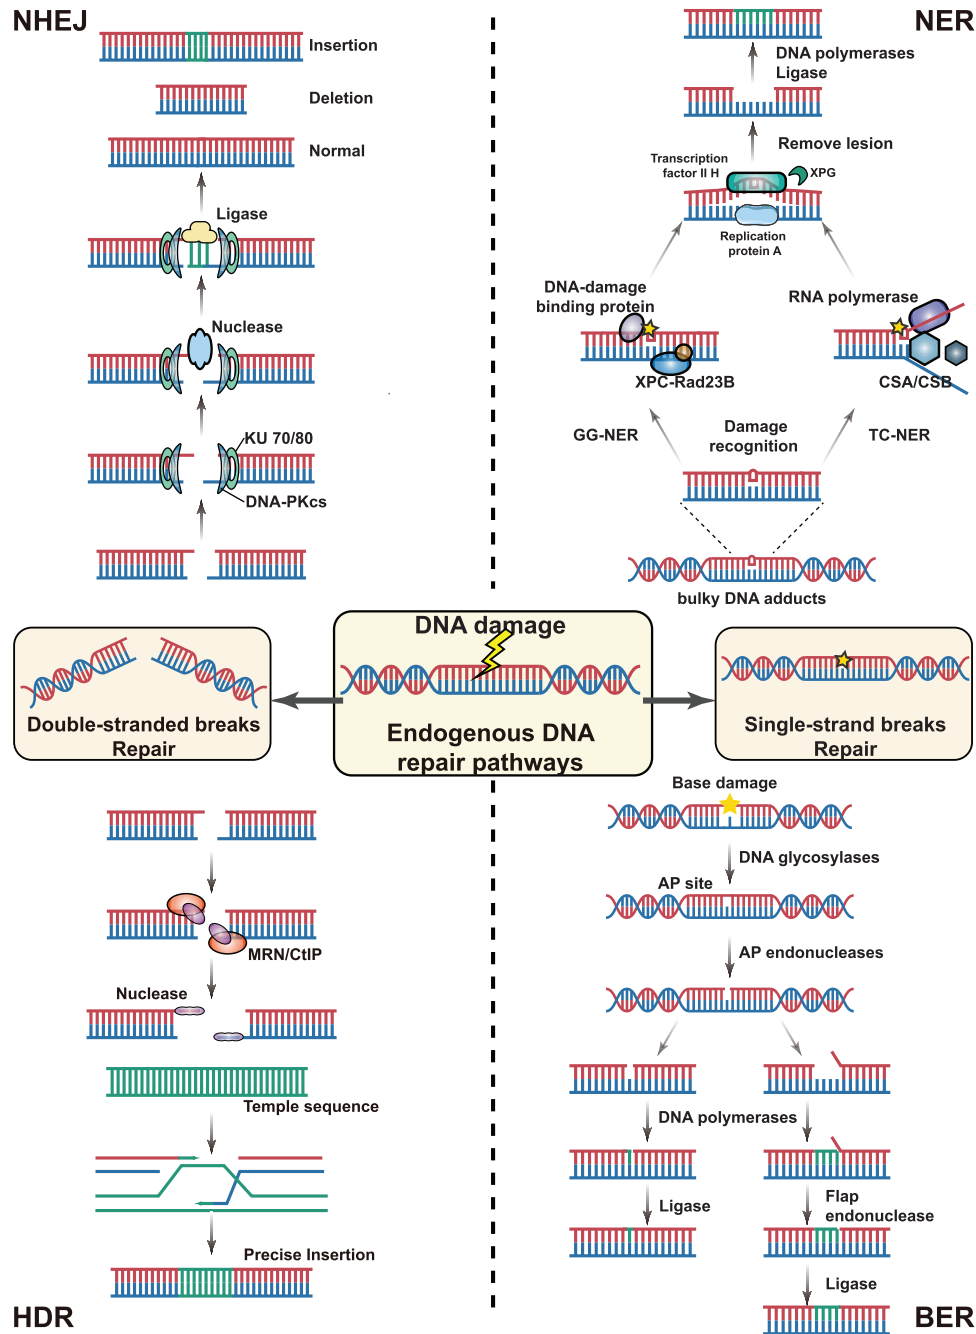 NHEJ
Insertion
Deletion
Normal
Ligase
Nuclease
KU 70/80
DNA-PKcs
NER
DNA polymerases
Ligase
Remove lesion
Transcription
factor II H
XPG
Replication
protein A
DNA-damage
binding protein
RNA polymerase
XPC-Rad23B
CSA/CSB
GG-NER
Damage
recognition
TC-NER
bulky DNA adducts
DNA damage
Endogenous DNA
repair pathways
Double-stranded breaks
Repair
Single-strand breaks
Repair
MRN/CtIP
Nuclease
Temple sequence
Precise Insertion
HDR
Base damage
DNA glycosylases
AP site
AP endonucleases
DNA polymerases
Ligase
Flap
endonuclease
Ligase
BER